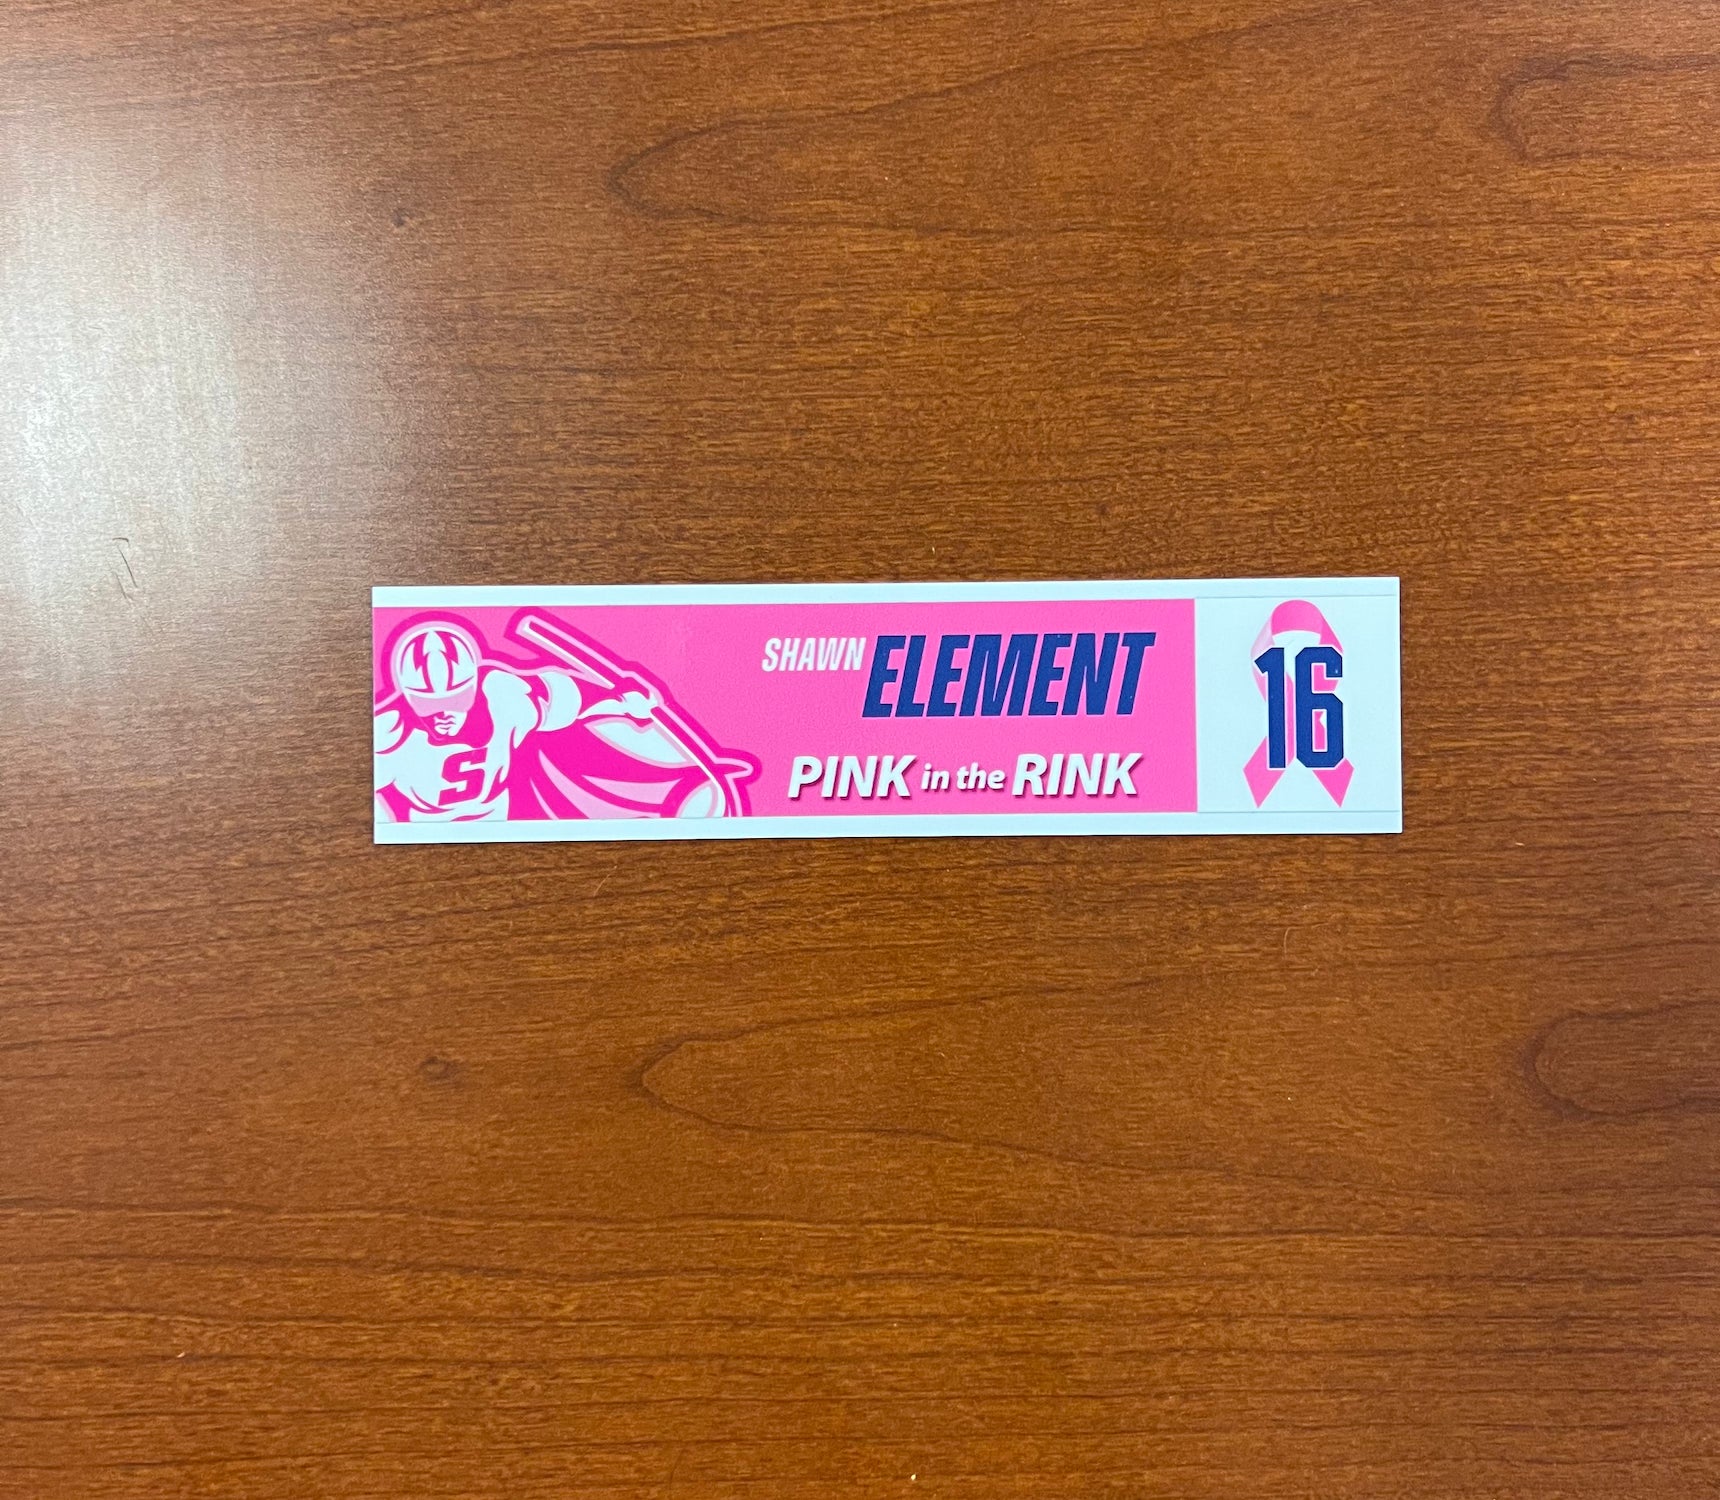 SHAWN ELEMENT
PINK in the RINK
16
S